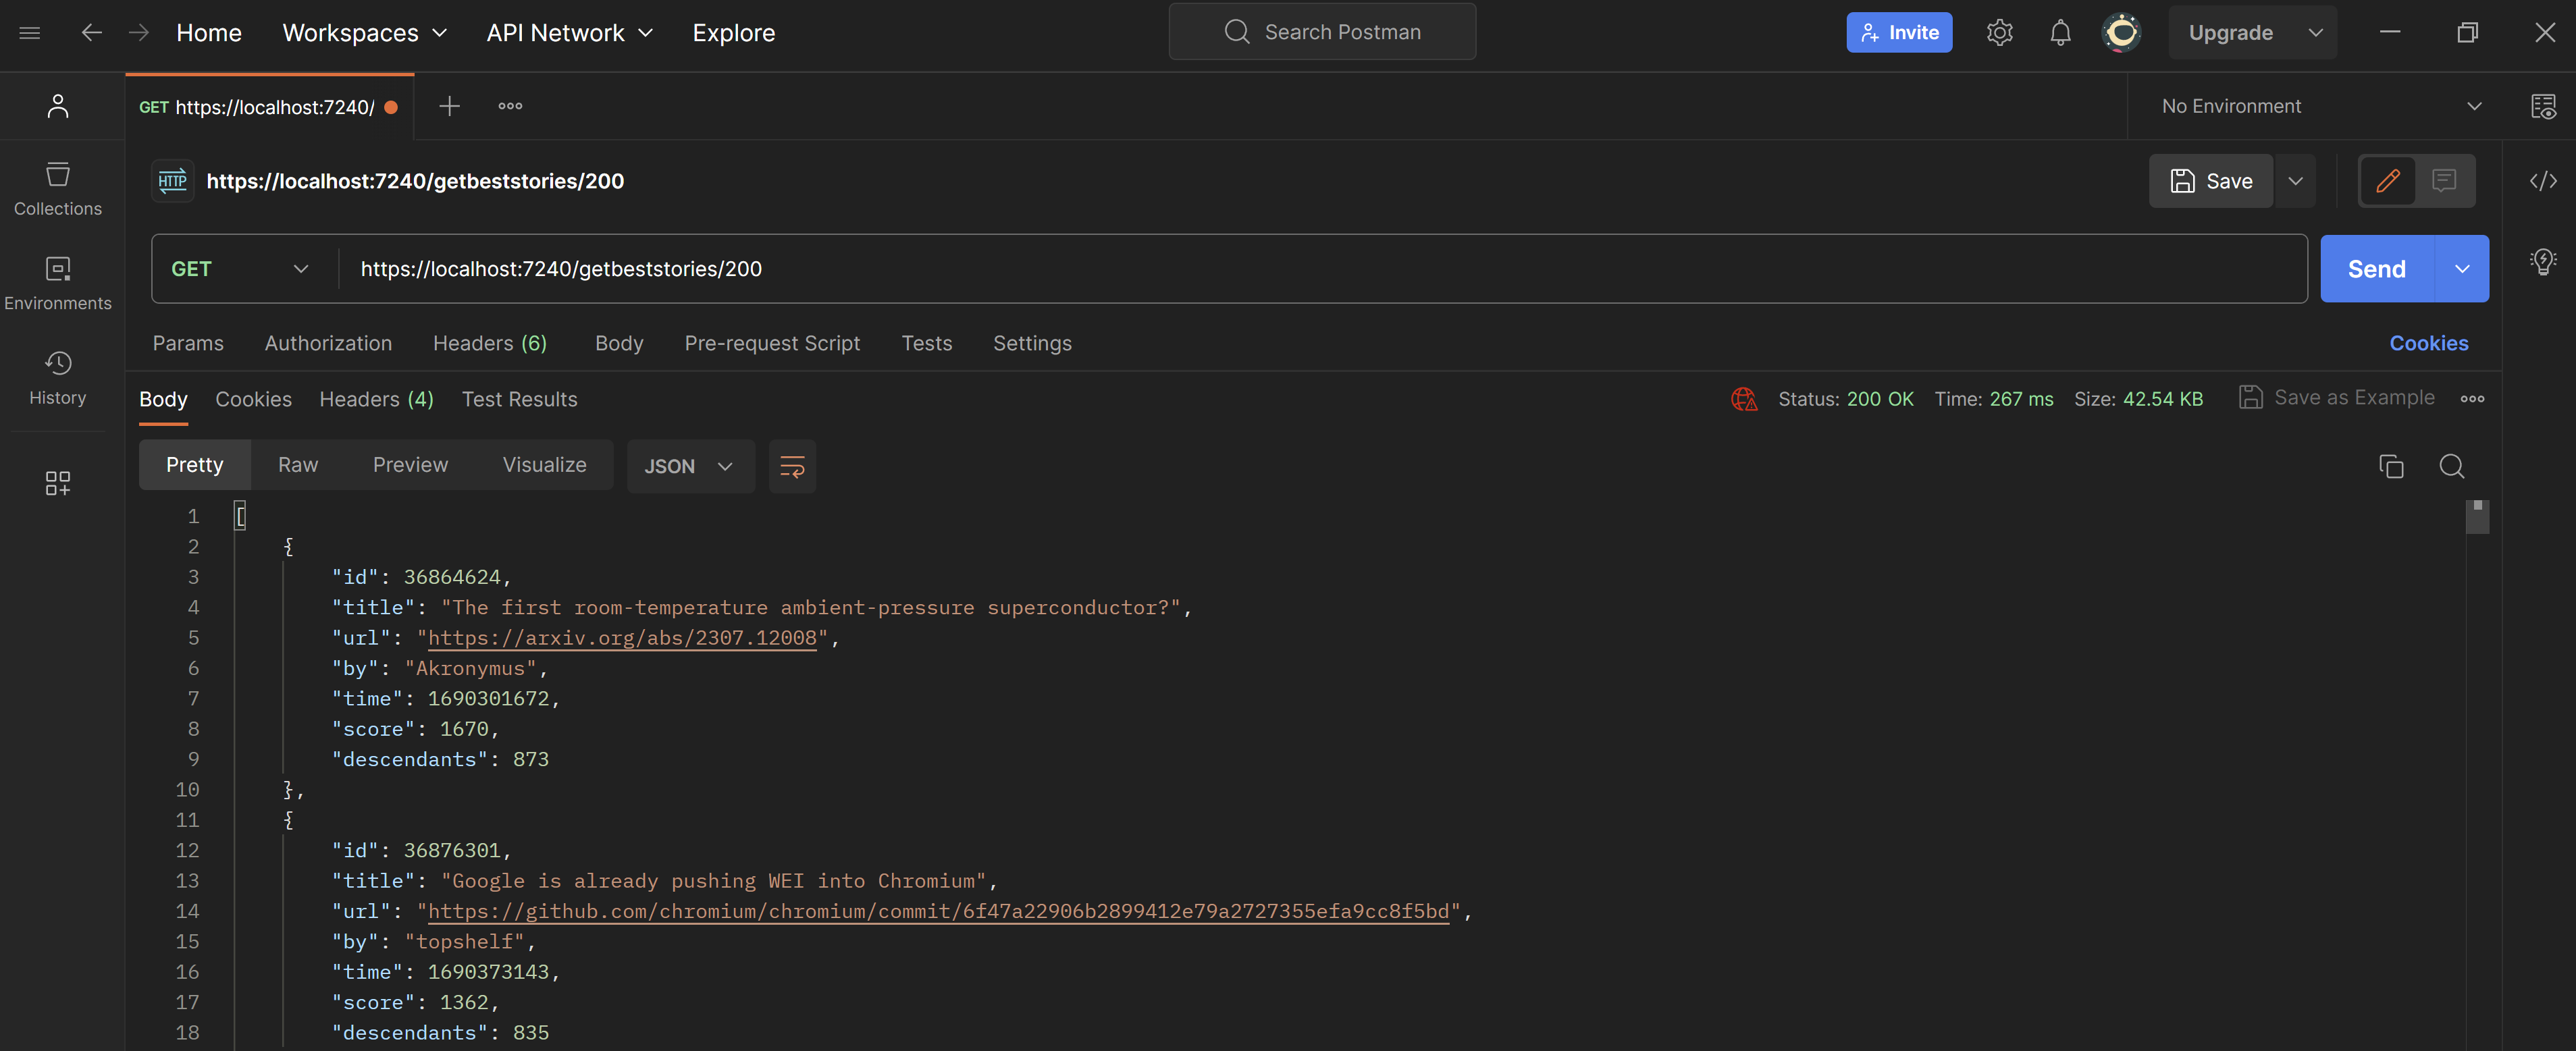 Home Workspaces API Network Explore Search Postman Invite Upgrade
GET https://localhost:7240/ No Environment
HTTP https://localhost:7240/getbeststories/200 Save
Collections
GET https://localhost:7240/getbeststories/200 Send
Environments
Params Authorization Headers (6) Body Pre-request Script Tests Settings Cookies
History
Body Cookies Headers (4) Test Results Status: 200 OK Time: 267 ms Size: 42.54 KB Save as Example
Pretty Raw Preview Visualize JSON
1 [
2 {
3 "id": 36864624,
4 "title": "The first room-temperature ambient-pressure superconductor?",
5 "url": "https://arxiv.org/abs/2307.12008",
6 "by": "Akronymus",
7 "time": 1690301672,
8 "score": 1670,
9 "descendants": 873
10 },
11 {
12 "id": 36876301,
13 "title": "Google is already pushing WEI into Chromium",
14 "url": "https://github.com/chromium/chromium/commit/6f47a22906b2899412e79a2727355efa9cc8f5bd",
15 "by": "topshelf",
16 "time": 1690373143,
17 "score": 1362,
18 "descendants": 835